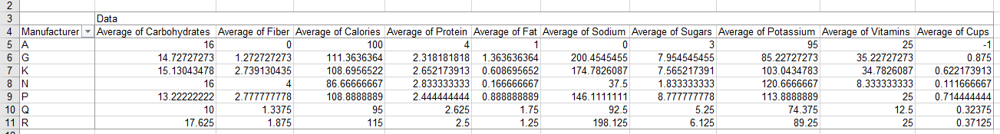 2
3 Data
4 Manufacturer Average of Carbohydrates Average of Fiber Average of Calories Average of Protein Average of Fat Average of Sodium Average of Sugars Average of Potassium Average of Vitamins Average of Cups
5 A 16 0 100 4 1 0 3 95 25 -1
6 G 14.72727273 1.272727273 111.3636364 2.318181818 1.363636364 200.4545455 7.954545455 85.22727273 35.22727273 0.875
7 K 15.13043478 2.739130435 108.6956522 2.652173913 0.608695652 174.7826087 7.565217391 103.0434783 34.7826087 0.622173913
8 N 16 4 86.66666667 2.833333333 0.166666667 37.5 1.833333333 120.6666667 8.333333333 0.111666667
9 P 13.22222222 2.777777778 108.8888889 2.444444444 0.888888889 146.1111111 8.777777778 113.8888889 25 0.714444444
10 Q 10 1.3375 95 2.625 1.75 92.5 5.25 74.375 12.5 0.32375
11 R 17.625 1.875 115 2.5 1.25 198.125 6.125 89.25 25 0.37125